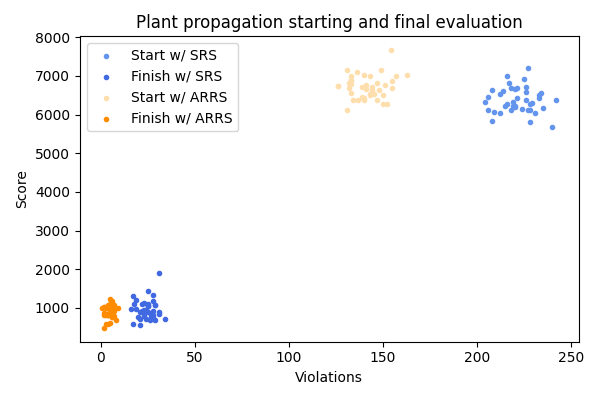 Plant propagation starting and final evaluation
Score
8000
7000
6000
5000
4000
3000
2000
1000
Start w/ SRS
Finish w/ SRS
Start w/ ARRS
Finish w/ ARRS
0 50 100 150 200 250
Violations